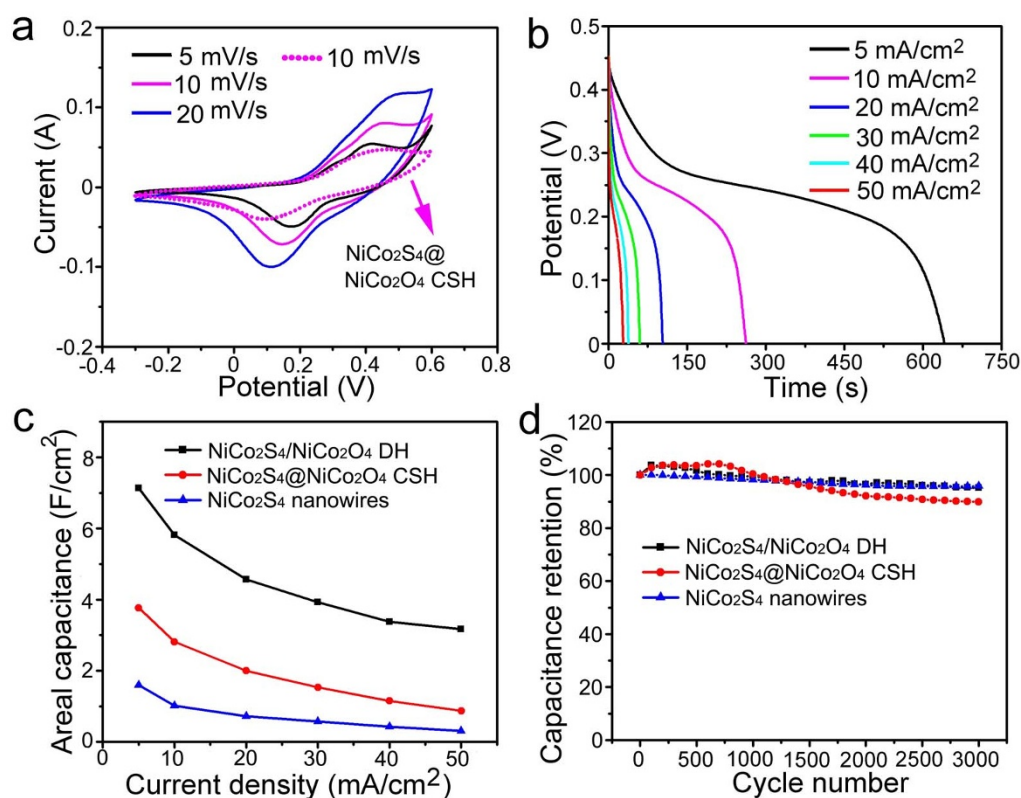 a
0.2
0.1
0
-0.1
-0.2
Current (A)
5 mV/s
10 mV/s
10 mV/s
20 mV/s
NiCo₂S₄@
NiCo₂O₄ CSH
-0.4
-0.2
0
0.2
0.4
0.6
0.8
Potential (V)
b
0.5
0.4
0.3
0.2
0.1
0
Potential (V)
5 mA/cm²
10 mA/cm²
20 mA/cm²
30 mA/cm²
40 mA/cm²
50 mA/cm²
0
150
300
450
600
750
Time (s)
c
8
6
4
2
0
Areal capacitance (F/cm²)
NiCo₂S₄/NiCo₂O₄ DH
NiCo₂S₄@NiCo₂O₄ CSH
NiCo₂S₄ nanowires
0
10
20
30
40
50
Current density (mA/cm²)
d
120
100
80
60
40
20
0
Capacitance retention (%)
NiCo₂S₄/NiCo₂O₄ DH
NiCo₂S₄@NiCo₂O₄ CSH
NiCo₂S₄ nanowires
0
500
1000
1500
2000
2500
3000
Cycle number